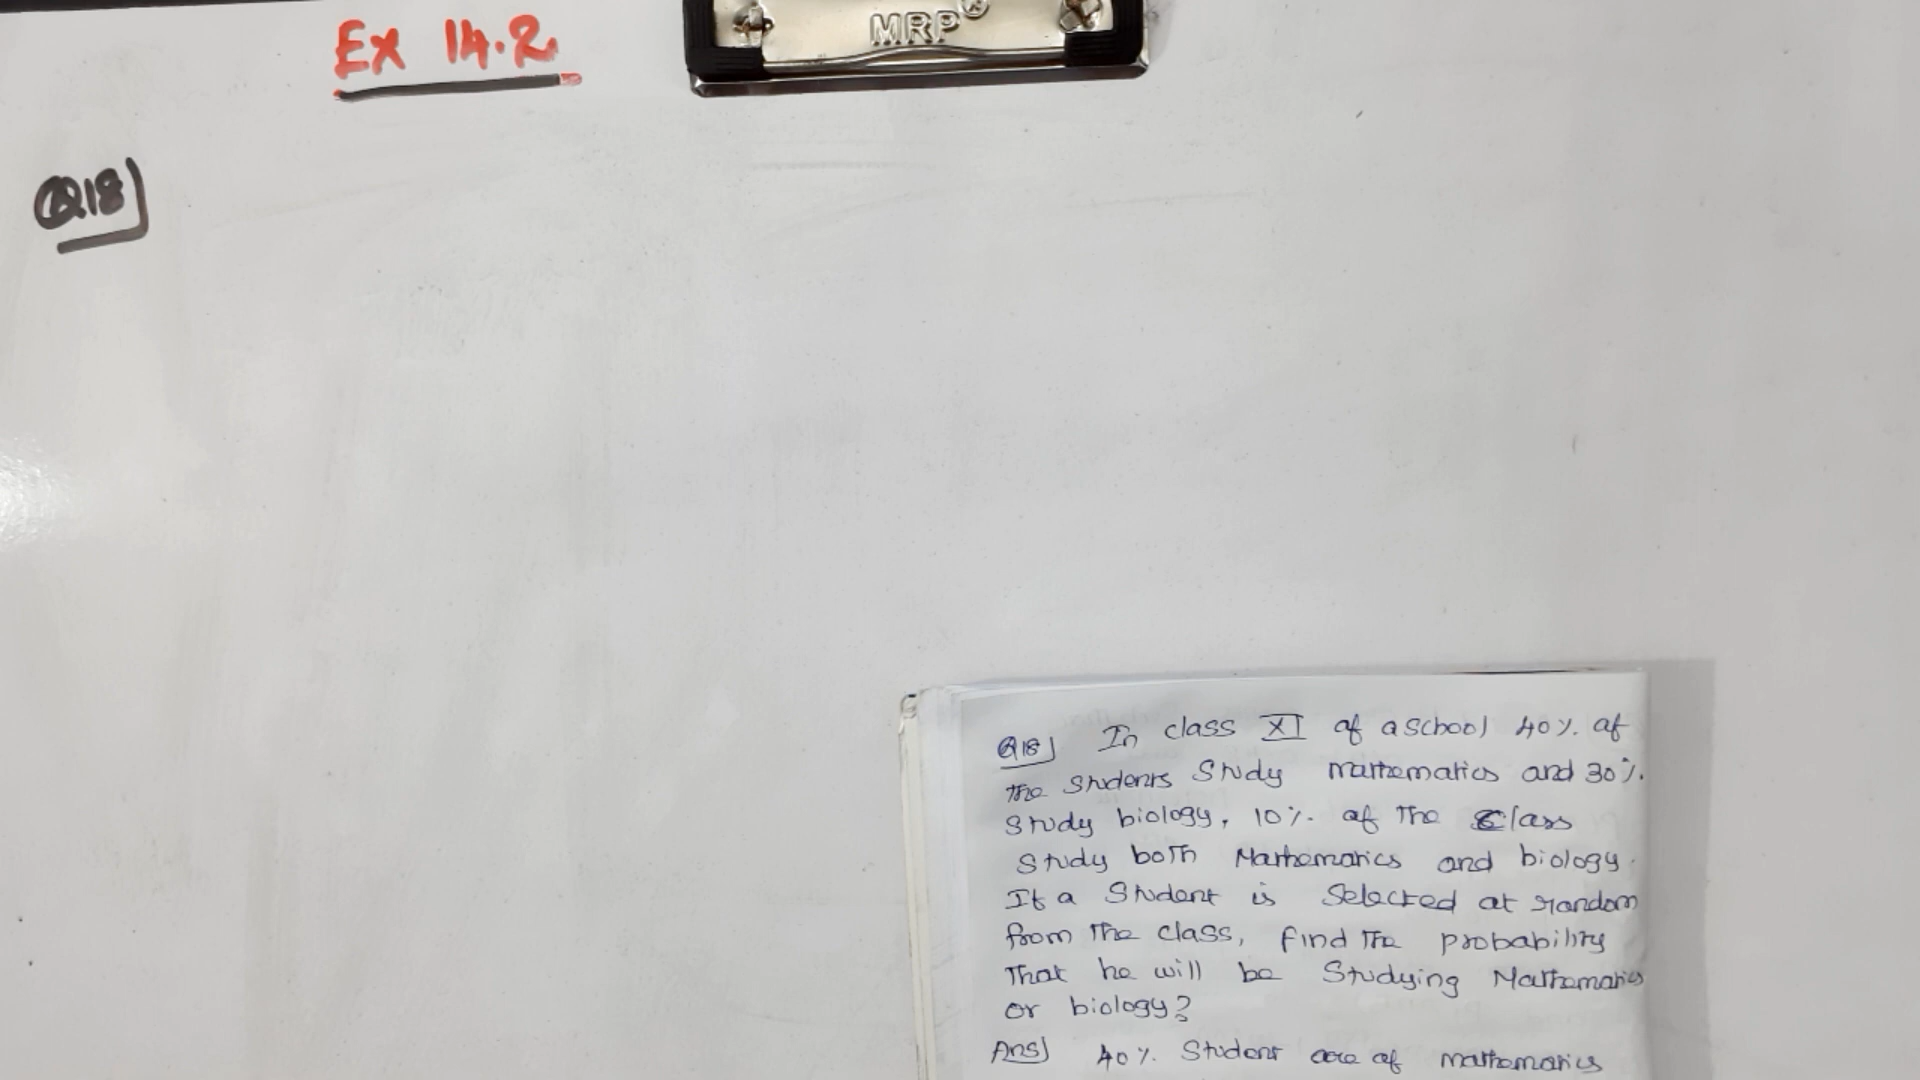 Ex 14.2
MRP®
Q18]
Q18] In class XI of a school 40% of
the students study mathematics and 30%.
study biology, 10% of the class
study both Mathematics and biology.
If a student is selected at random
from the class, find the probability
that he will be studying Mathematics
or biology?
Ans] 40% Student are of mathematics